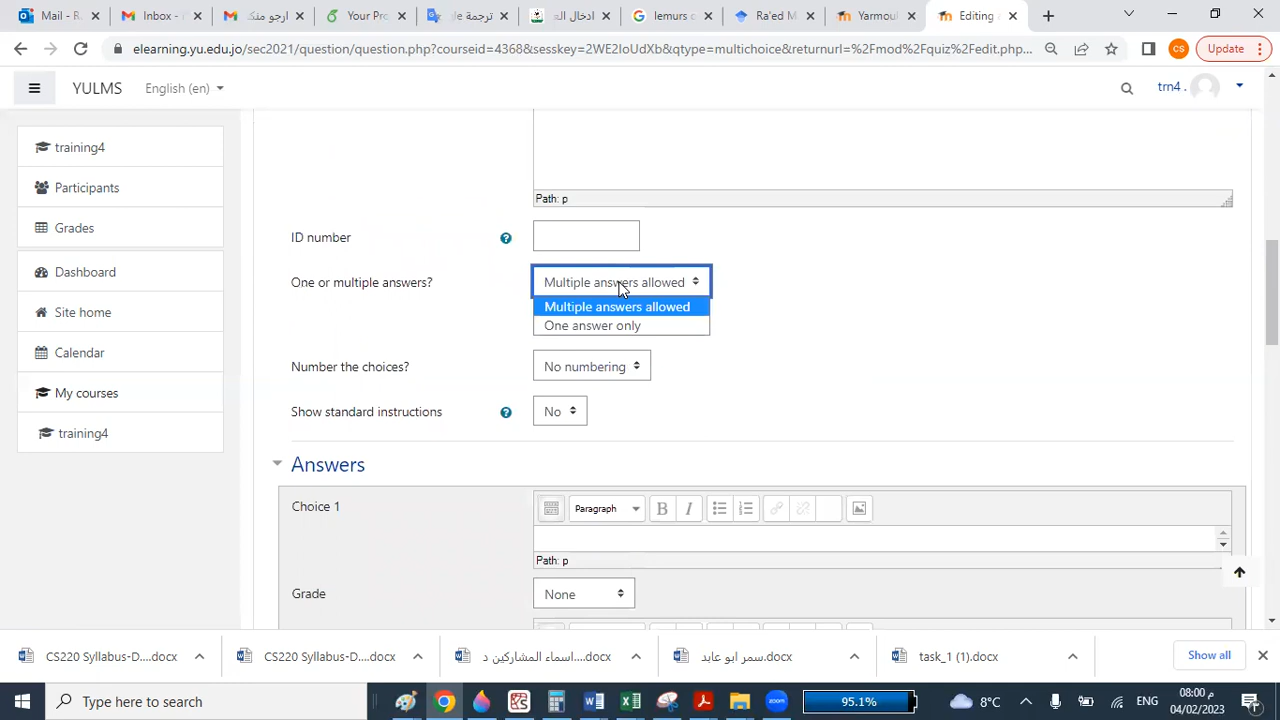 Mail - R
Inbox -
ارجو منك
Your Pro
ترجمة
ادخال ال
lemurs c
Ra'ed M
Yarmouk
Editing
elearning.yu.edu.jo/sec2021/question/question.php?courseid=4368&sesskey=2WE2IoUdXb&qtype=multichoice&returnurl=%2Fmod%2Fquiz%2Fedit.php...
CS
Update
YULMS
English (en)
trn4 .
training4
Participants
Grades
Dashboard
Site home
Calendar
My courses
training4
Path: p
ID number
One or multiple answers?
Multiple answers allowed
Multiple answers allowed
One answer only
Number the choices?
No numbering
Show standard instructions
No
Answers
Choice 1
Paragraph
B I
Path: p
Grade
None
CS220 Syllabus-D....docx
CS220 Syllabus-D....docx
اسماء المشاركين د....docx
سمر ابو عابد.docx
task_1 (1).docx
Show all
Type here to search
zoom
95.1%
8°C
ENG
08:00 م
04/02/2023